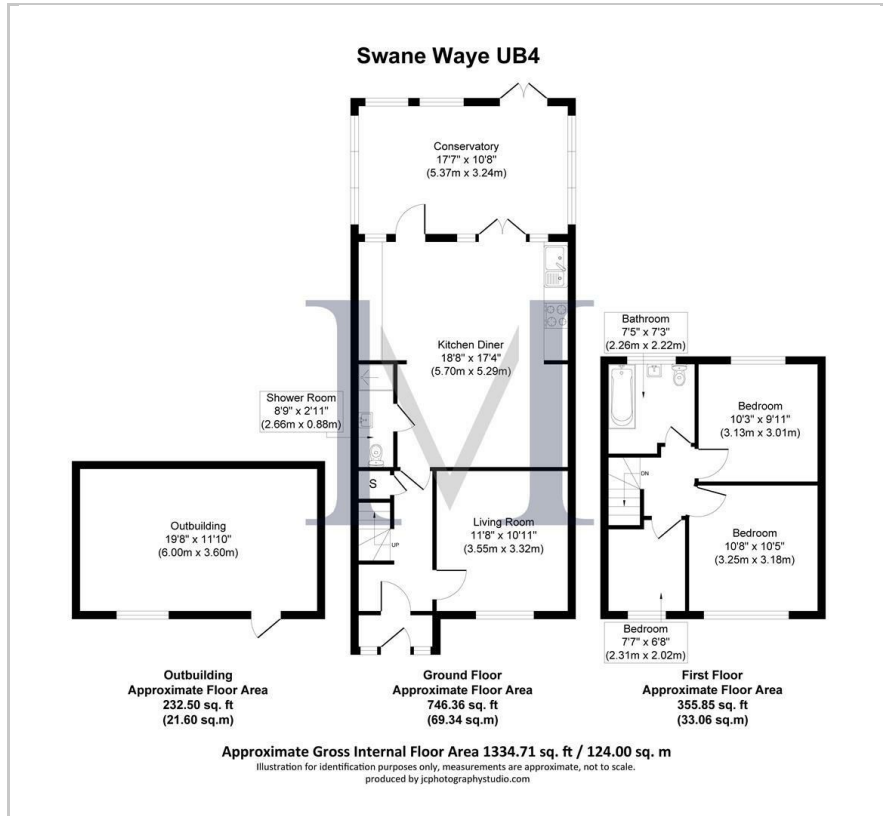 Swane Waye UB4
Conservatory
17'7" x 10'8"
(5.37m x 3.24m)
Kitchen Diner
18'8" x 17'4"
(5.70m x 5.29m)
Shower Room
8'9" x 2'11"
(2.66m x 0.88m)
S
UP
Living Room
11'8" x 10'11"
(3.55m x 3.32m)
Outbuilding
19'8" x 11'10"
(6.00m x 3.60m)
Bathroom
7'5" x 7'3"
(2.26m x 2.22m)
Bedroom
10'3" x 9'11"
(3.13m x 3.01m)
DN
Bedroom
10'8" x 10'5"
(3.25m x 3.18m)
Bedroom
7'7" x 6'8"
(2.31m x 2.02m)
Outbuilding
Approximate Floor Area
232.50 sq. ft
(21.60 sq.m)
Ground Floor
Approximate Floor Area
746.36 sq. ft
(69.34 sq.m)
First Floor
Approximate Floor Area
355.85 sq. ft
(33.06 sq.m)
Approximate Gross Internal Floor Area 1334.71 sq. ft / 124.00 sq. m
Illustration for identification purposes only, measurements are approximate, not to scale.
produced by jcphotographystudio.com
M